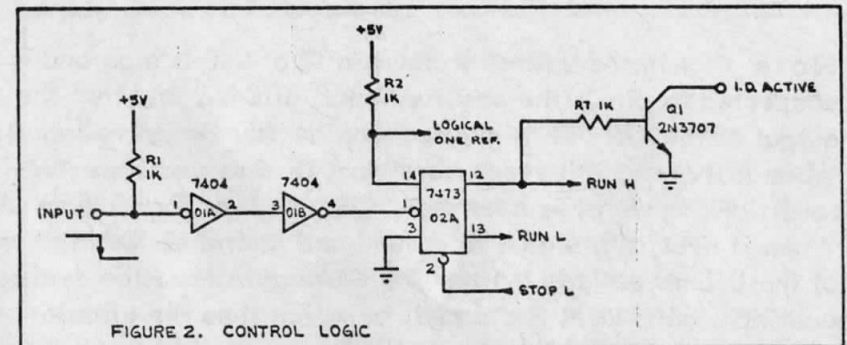 +5V
+5V
R2
1K
I.D. ACTIVE
R7 1K
Q1
2N3707
LOGICAL
ONE REF.
R1
1K
7404
7404
14
7473
12
RUN H
INPUT
1
01A
2
3
01B
4
1
02A
3
13
RUN L
2
STOP L
FIGURE 2. CONTROL LOGIC